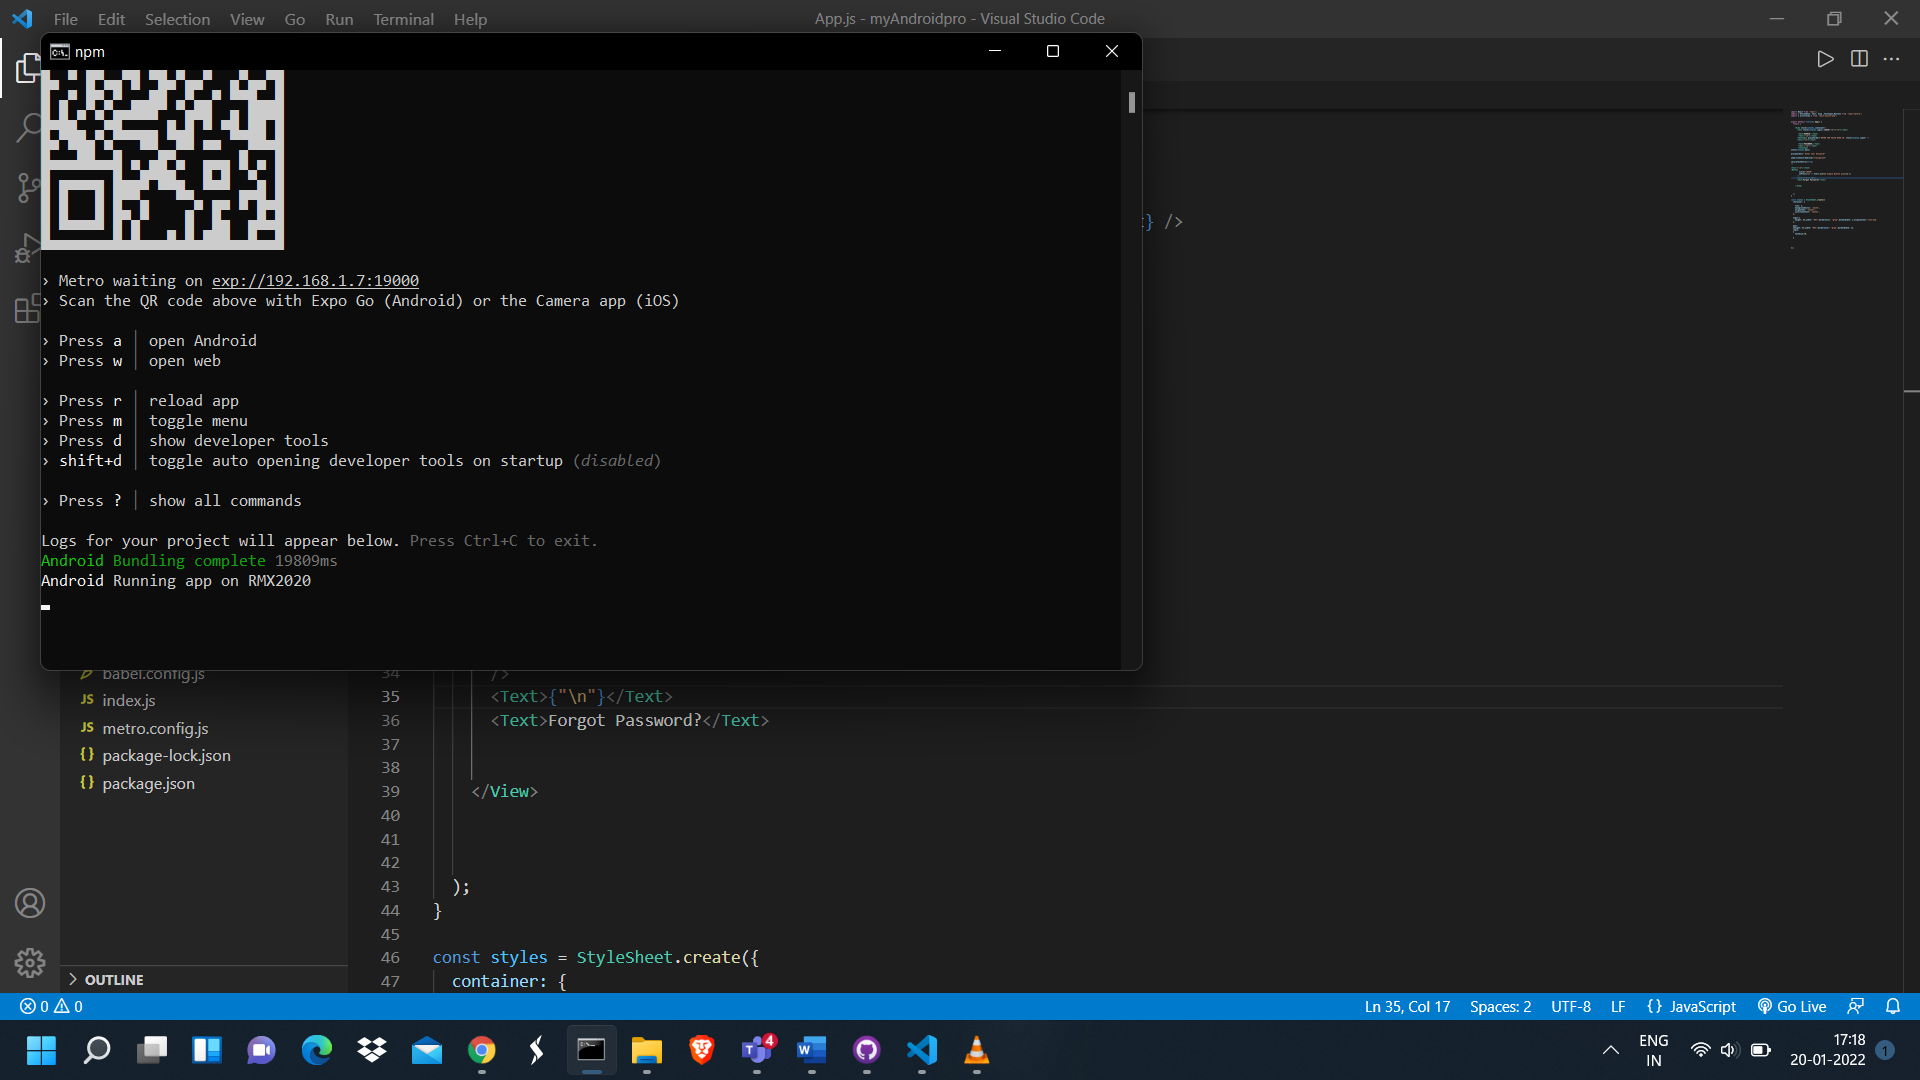 File Edit Selection View Go Run Terminal Help
App.js - myAndroidpro - Visual Studio Code
npm
› Metro waiting on exp://192.168.1.7:19000
› Scan the QR code above with Expo Go (Android) or the Camera app (iOS)
› Press a │ open Android
› Press w │ open web
› Press r │ reload app
› Press m │ toggle menu
› Press d │ show developer tools
› shift+d │ toggle auto opening developer tools on startup (disabled)
› Press ? │ show all commands
Logs for your project will appear below. Press Ctrl+C to exit.
Android Bundling complete 19809ms
Android Running app on RMX2020
} />
babel.config.js
JS index.js
JS metro.config.js
{} package-lock.json
{} package.json
OUTLINE
34 />
35 <Text>{"\n"}</Text>
36 <Text>Forgot Password?</Text>
37
38
39 </View>
40
41
42
43 );
44 }
45
46 const styles = StyleSheet.create({
47 container: {
0 0
Ln 35, Col 17 Spaces: 2 UTF-8 LF {} JavaScript Go Live
4
ENG
IN
17:18
20-01-2022
1